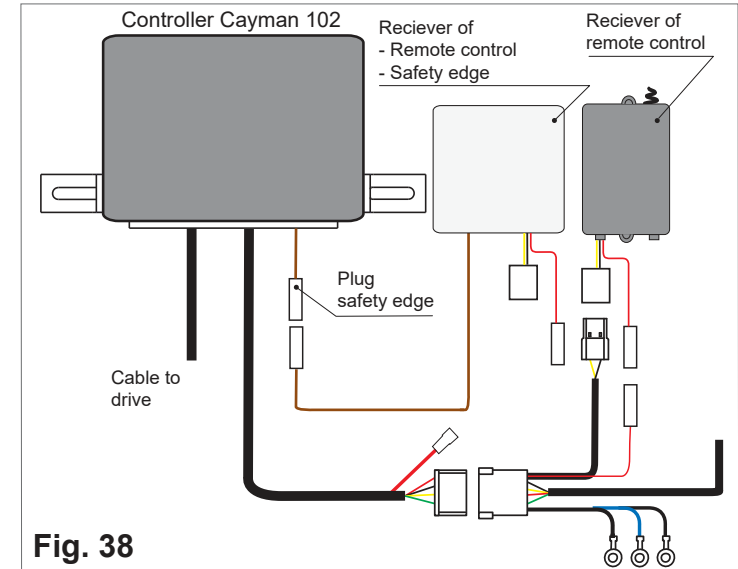 Controller Cayman 102
Reciever of
- Remote control
- Safety edge
Reciever of
remote control
Plug
safety edge
Cable to
drive
Fig. 38